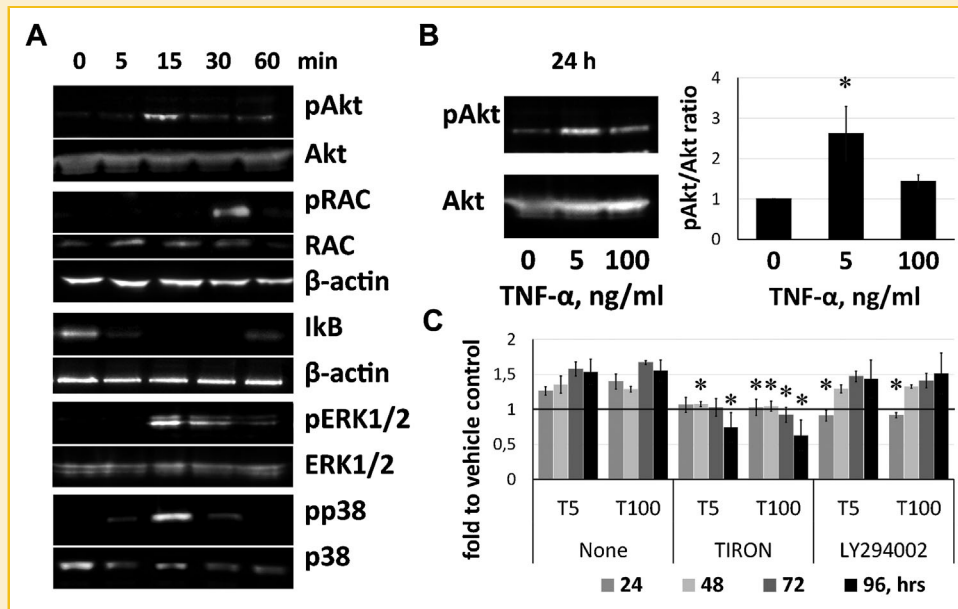 A
0 5 15 30 60 min
pAkt
Akt
pRAC
RAC
β-actin
IkB
β-actin
pERK1/2
ERK1/2
pp38
p38
B
24 h
pAkt
Akt
0 5 100
TNF-α, ng/ml
pAkt/Akt ratio
4
3
2
1
0
*
0 5 100
TNF-α, ng/ml
C
fold to vehicle control
2
1,5
1
0,5
0
* * ** * * * *
T5 T100 T5 T100 T5 T100
None TIRON LY294002
24 48 72 96, hrs